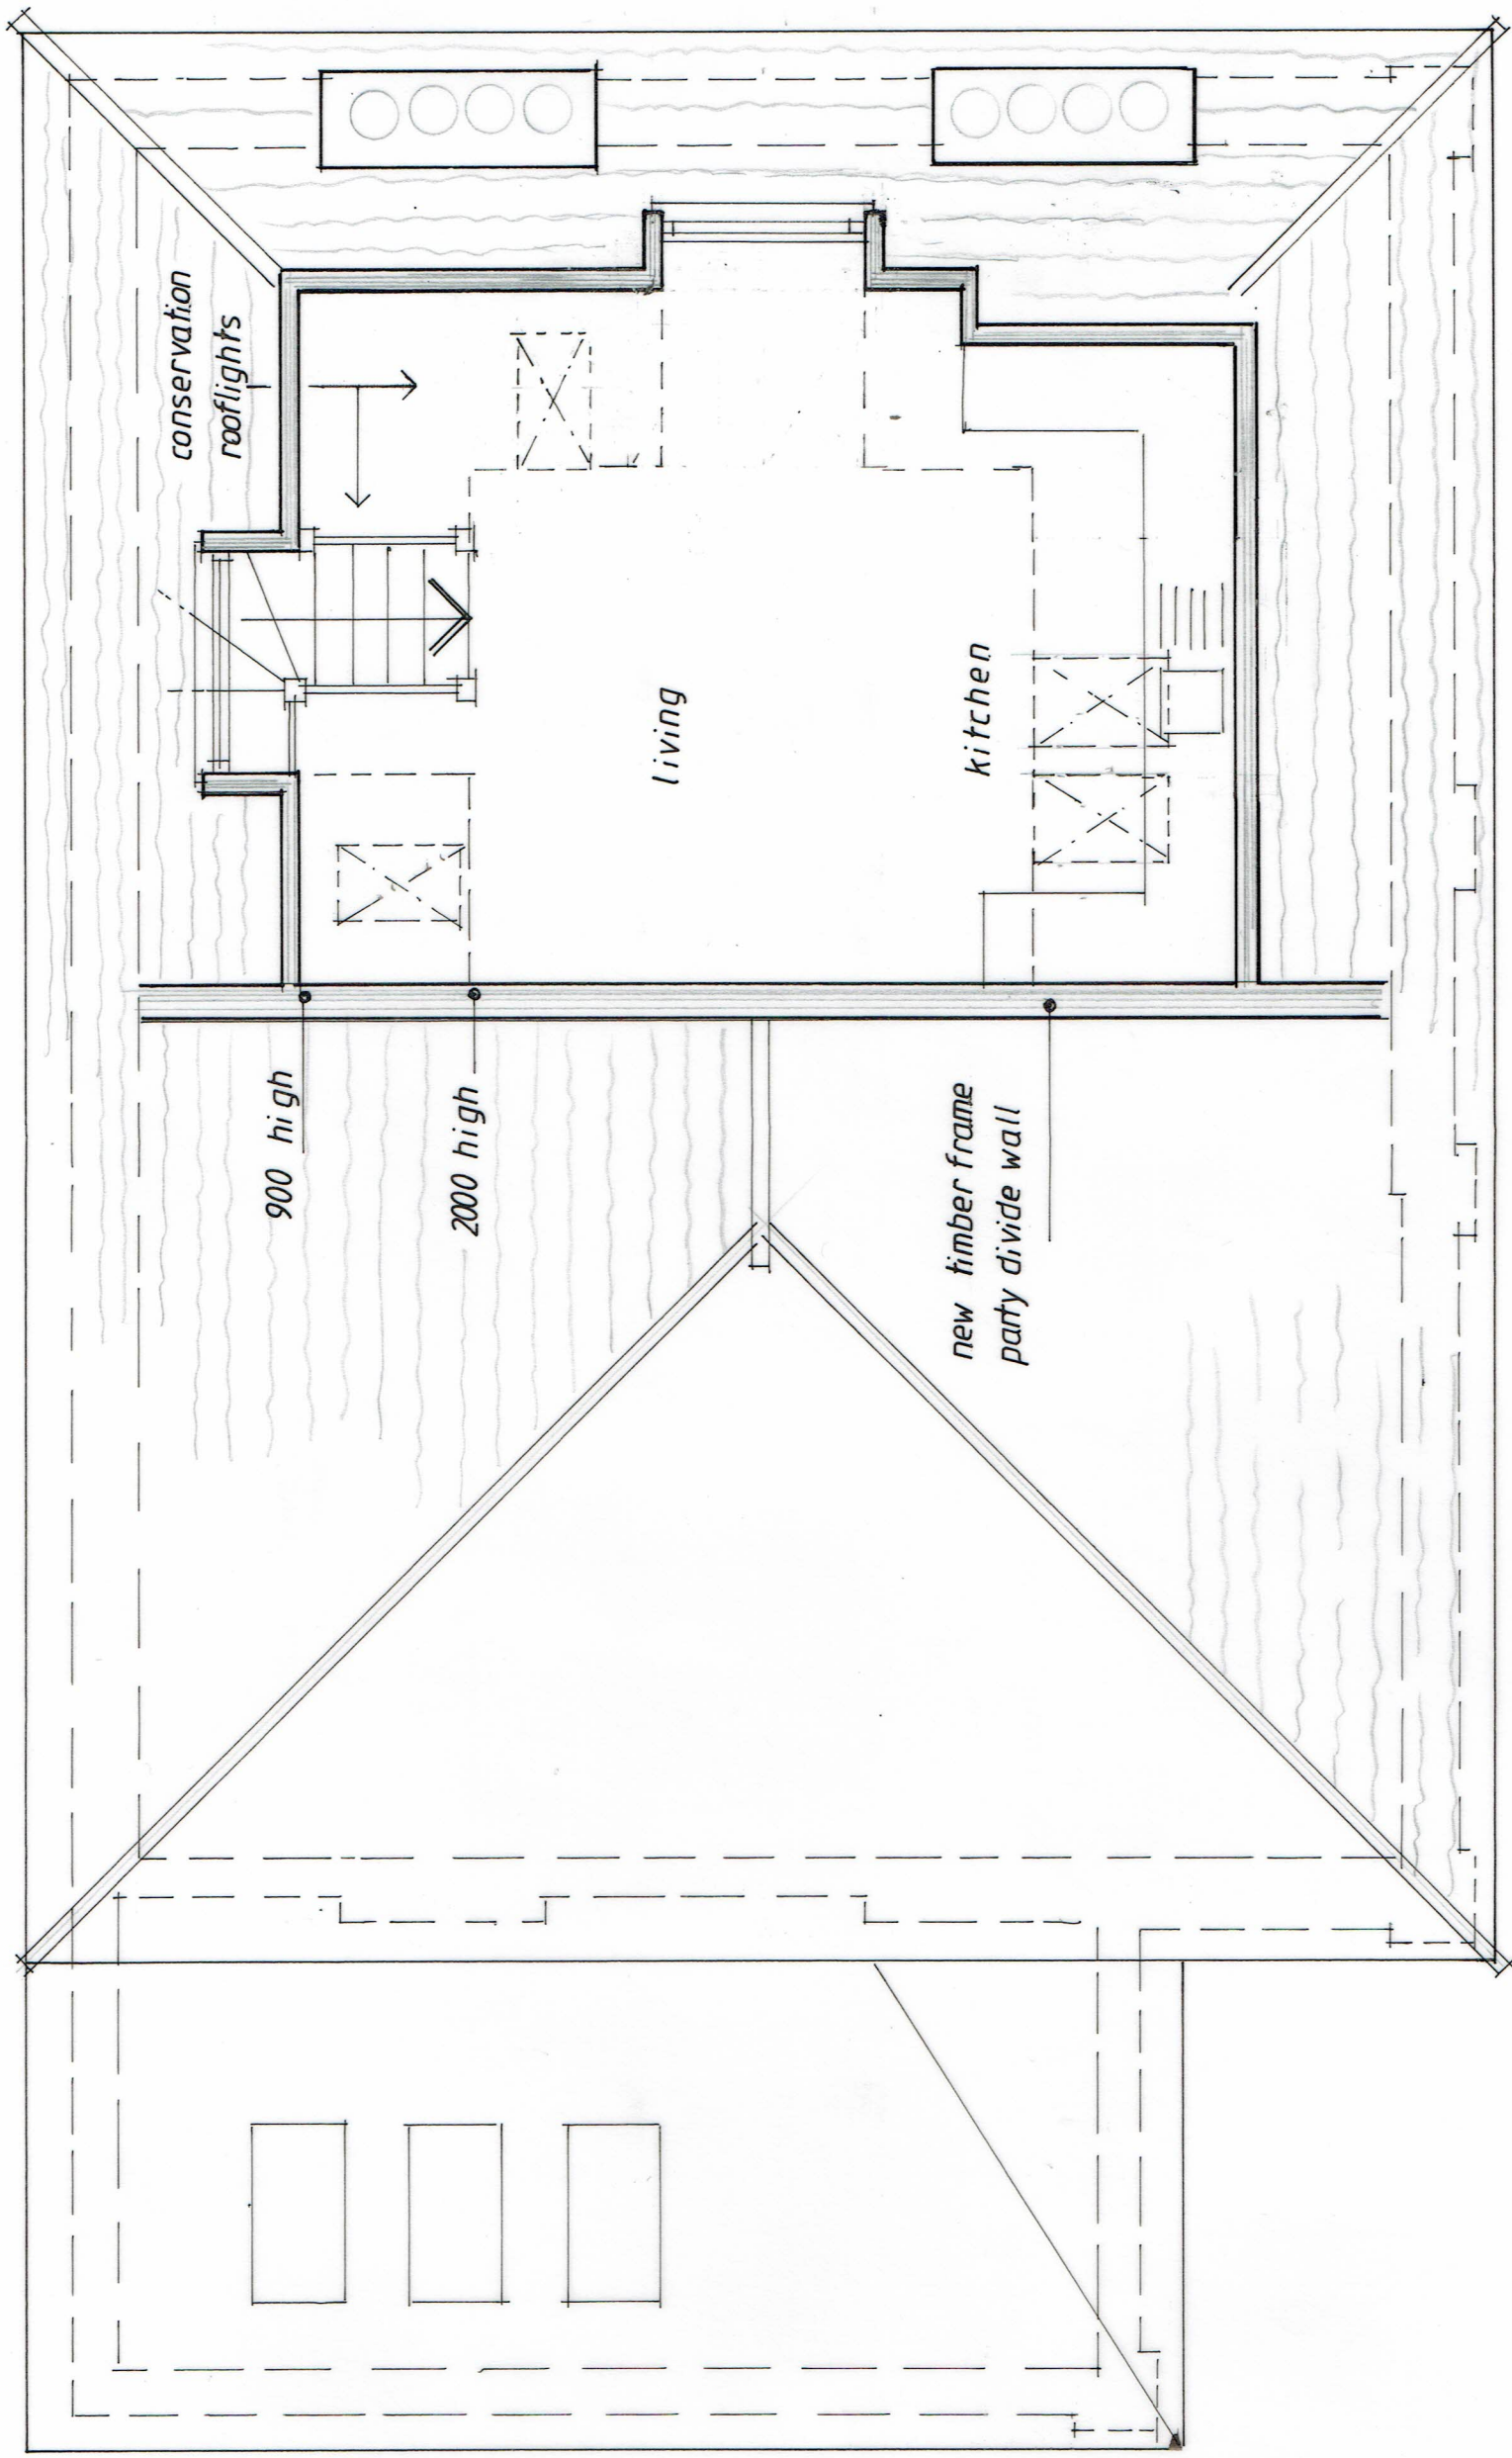 conservation
rooflights
living
kitchen
900 high
2000 high
new timber frame
party divide wall